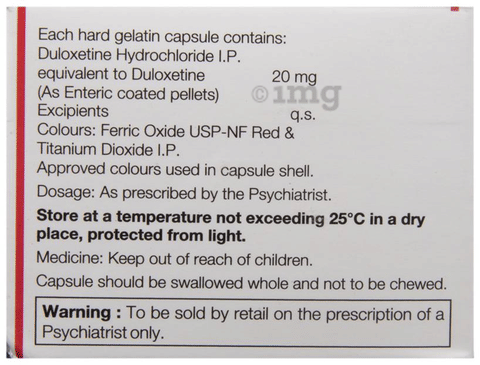 Each hard gelatin capsule contains:
Duloxetine Hydrochloride I.P.
equivalent to Duloxetine 20 mg
(As Enteric coated pellets)
©img
Excipients q.s.
Colours: Ferric Oxide USP-NF Red &
Titanium Dioxide I.P.
Approved colours used in capsule shell.
Dosage: As prescribed by the Psychiatrist.
Store at a temperature not exceeding 25°C in a dry
place, protected from light.
Medicine: Keep out of reach of children.
Capsule should be swallowed whole and not to be chewed.
Warning : To be sold by retail on the prescription of a
Psychiatrist only.